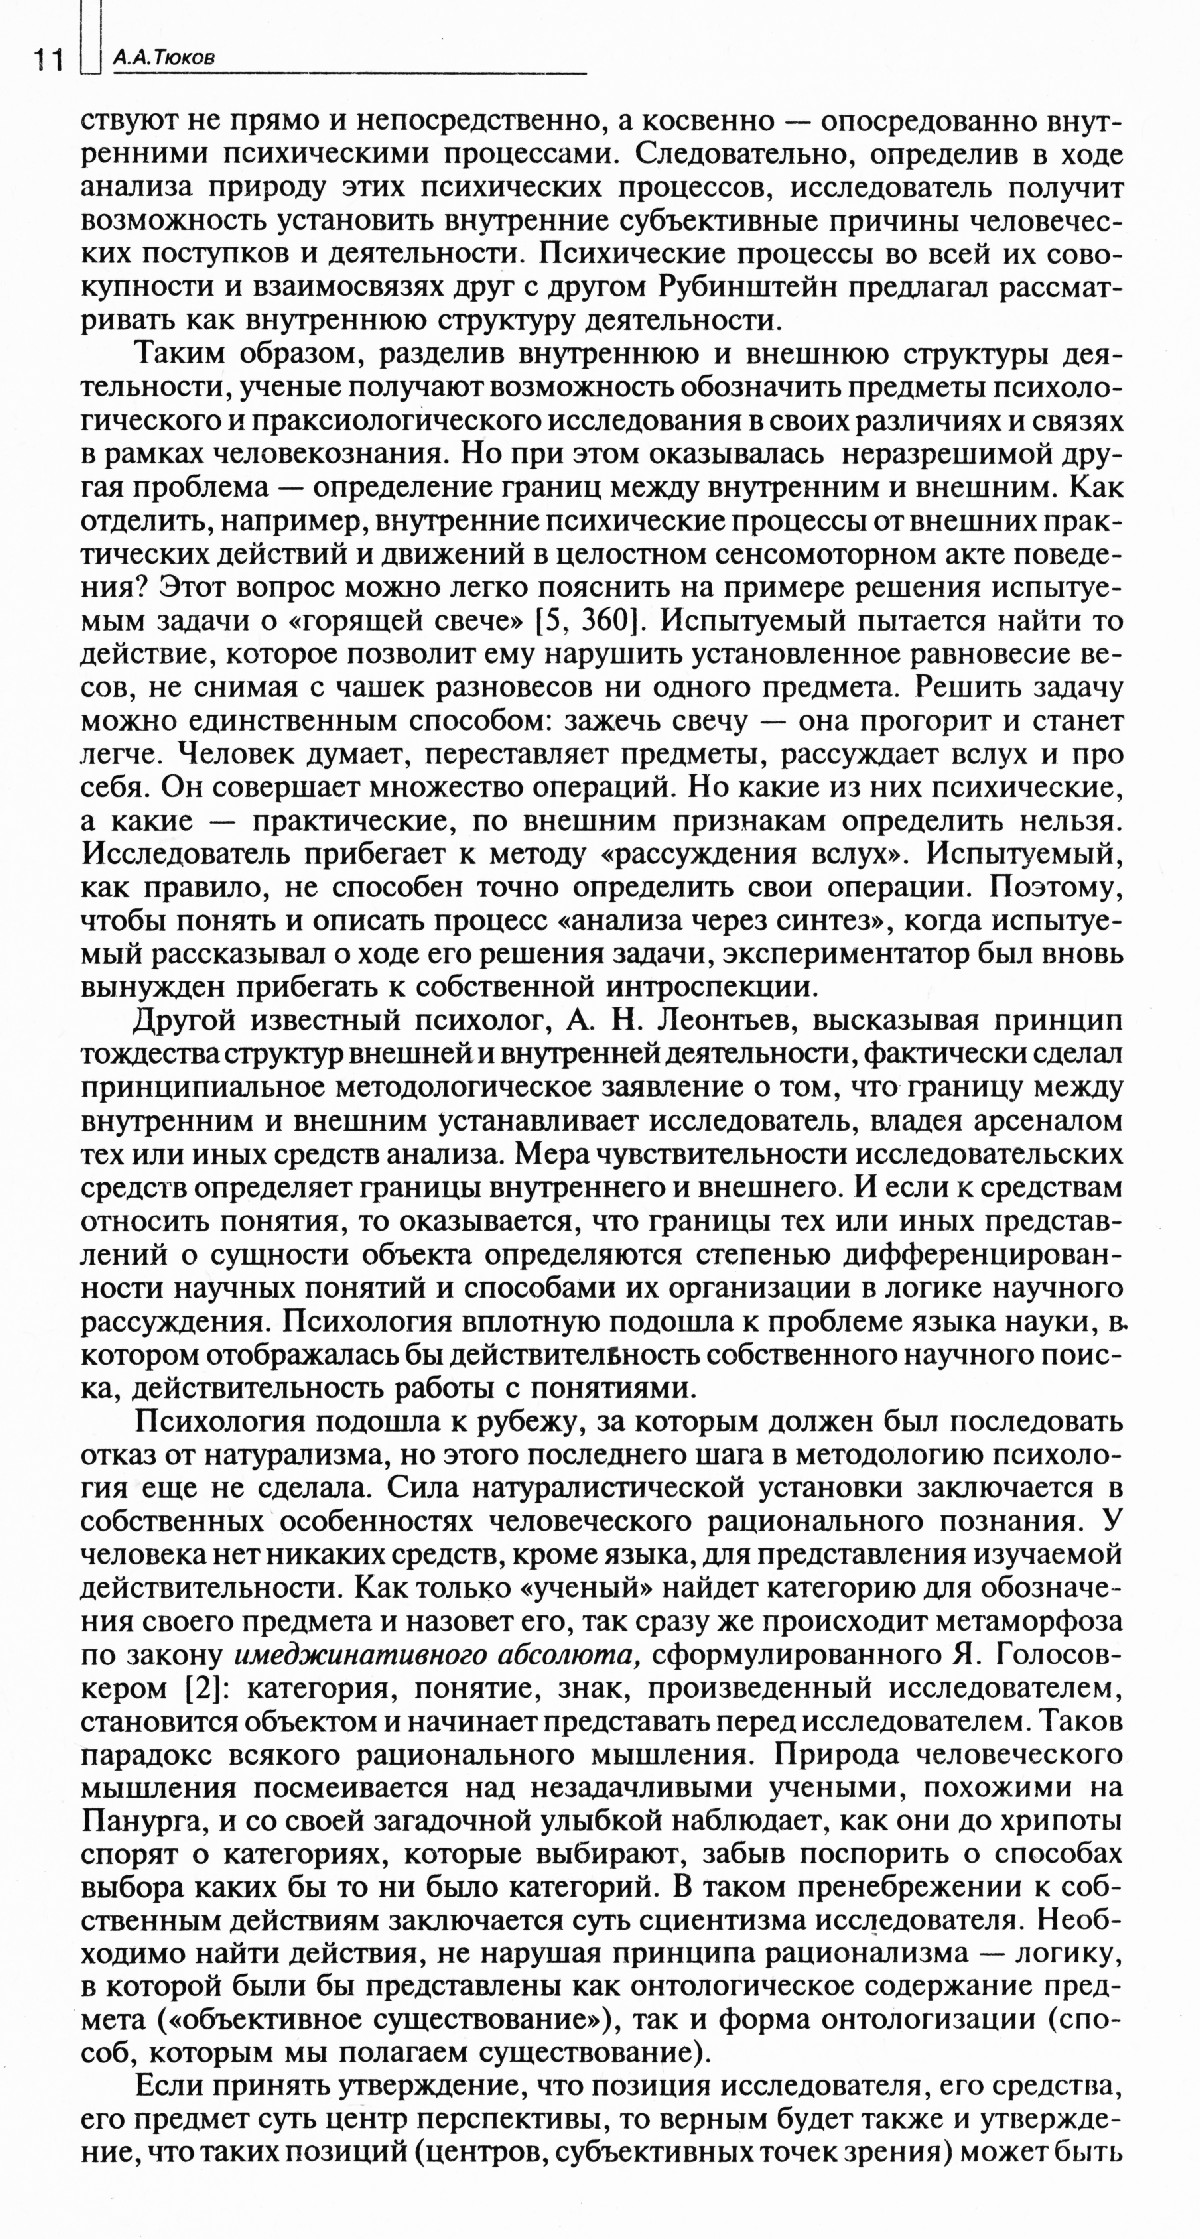 11
А.А. Тюков
ствуют не прямо и непосредственно, а косвенно — опосредованно внут-
ренними психическими процессами. Следовательно, определив в ходе
анализа природу этих психических процессов, исследователь получит
возможность установить внутренние субъективные причины человечес-
ких поступков и деятельности. Психические процессы во всей их сово-
купности и взаимосвязях друг с другом Рубинштейн предлагал рассмат-
ривать как внутреннюю структуру деятельности.
Таким образом, разделив внутреннюю и внешнюю структуры дея-
тельности, ученые получают возможность обозначить предметы психоло-
гического и праксиологического исследования в своих различиях и связях
в рамках человекознания. Но при этом оказывалась неразрешимой дру-
гая проблема — определение границ между внутренним и внешним. Как
отделить, например, внутренние психические процессы от внешних прак-
тических действий и движений в целостном сенсомоторном акте поведе-
ния? Этот вопрос можно легко пояснить на примере решения испытуе-
мым задачи о «горящей свече» [5, 360]. Испытуемый пытается найти то
действие, которое позволит ему нарушить установленное равновесие ве-
сов, не снимая с чашек разновесов ни одного предмета. Решить задачу
можно единственным способом: зажечь свечу — она прогорит и станет
легче. Человек думает, переставляет предметы, рассуждает вслух и про
себя. Он совершает множество операций. Но какие из них психические,
а какие — практические, по внешним признакам определить нельзя.
Исследователь прибегает к методу «рассуждения вслух». Испытуемый,
как правило, не способен точно определить свои операции. Поэтому,
чтобы понять и описать процесс «анализа через синтез», когда испытуе-
мый рассказывал о ходе его решения задачи, экспериментатор был вновь
вынужден прибегать к собственной интроспекции.
Другой известный психолог, А. Н. Леонтьев, высказывая принцип
тождества структур внешней и внутренней деятельности, фактически сделал
принципиальное методологическое заявление о том, что границу между
внутренним и внешним устанавливает исследователь, владея арсеналом
тех или иных средств анализа. Мера чувствительности исследовательских
средств определяет границы внутреннего и внешнего. И если к средствам
относить понятия, то оказывается, что границы тех или иных представ-
лений о сущности объекта определяются степенью дифференцирован-
ности научных понятий и способами их организации в логике научного
рассуждения. Психология вплотную подошла к проблеме языка науки, в
котором отображалась бы действительность собственного научного поис-
ка, действительность работы с понятиями.
Психология подошла к рубежу, за которым должен был последовать
отказ от натурализма, но этого последнего шага в методологию психоло-
гия еще не сделала. Сила натуралистической установки заключается в
собственных особенностях человеческого рационального познания. У
человека нет никаких средств, кроме языка, для представления изучаемой
действительности. Как только «ученый» найдет категорию для обозначе-
ния своего предмета и назовет его, так сразу же происходит метаморфоза
по закону имеджинативного абсолюта, сформулированного Я. Голосов-
кером [2]: категория, понятие, знак, произведенный исследователем,
становится объектом и начинает представать перед исследователем. Таков
парадокс всякого рационального мышления. Природа человеческого
мышления посмеивается над незадачливыми учеными, похожими на
Панурга, и со своей загадочной улыбкой наблюдает, как они до хрипоты
спорят о категориях, которые выбирают, забыв поспорить о способах
выбора каких бы то ни было категорий. В таком пренебрежении к соб-
ственным действиям заключается суть сциентизма исследователя. Необ-
ходимо найти действия, не нарушая принципа рационализма — логику,
в которой были бы представлены как онтологическое содержание пред-
мета («объективное существование»), так и форма онтологизации (спо-
соб, которым мы полагаем существование).
Если принять утверждение, что позиция исследователя, его средства,
его предмет суть центр перспективы, то верным будет также и утвержде-
ние, что таких позиций (центров, субъективных точек зрения) может быть